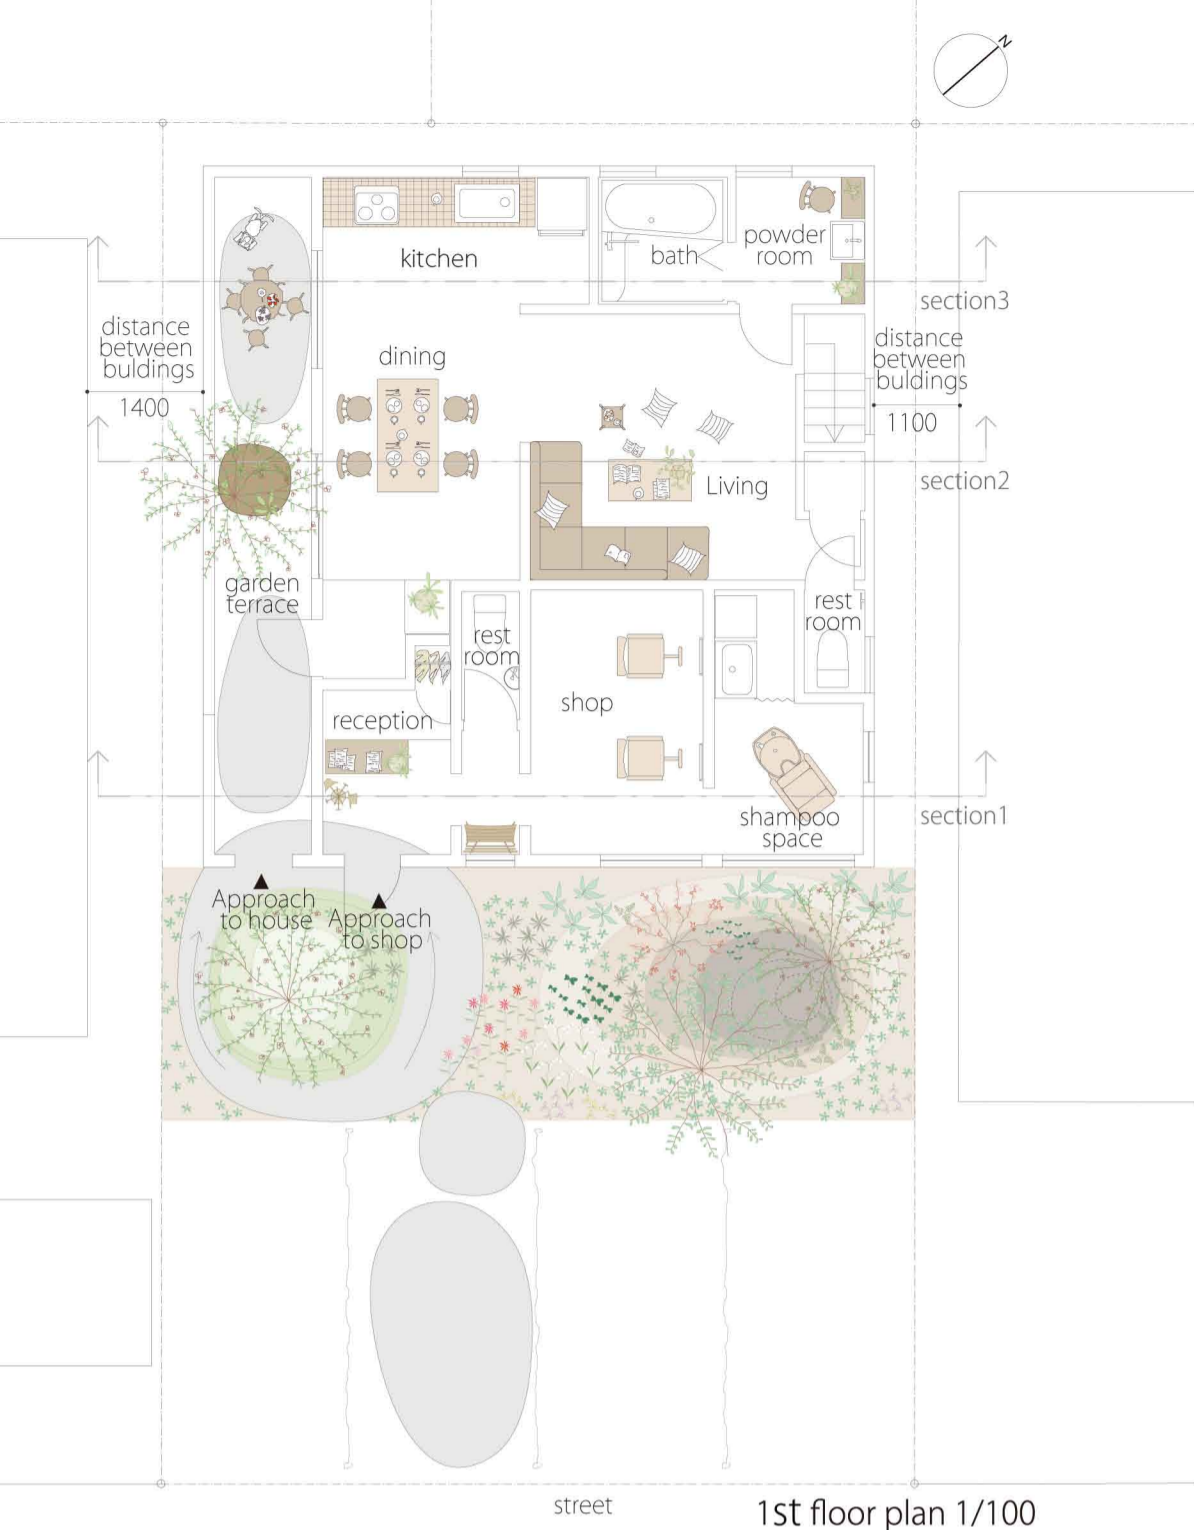 N
kitchen
bath
powder
room
section3
distance
between
buldings
1400
dining
distance
between
buldings
1100
Living
section2
garden
terrace
rest
room
rest
room
shop
reception
shampoo
space
section1
Approach
to house
Approach
to shop
street
1st floor plan 1/100